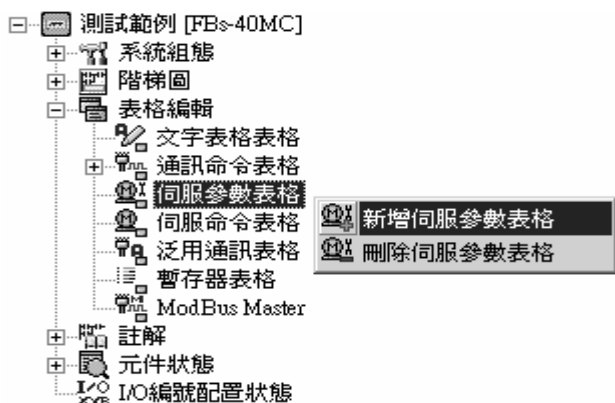 測試範例 [FBs-40MC]
系統組態
階梯圖
表格編輯
文字表格表格
通訊命令表格
伺服參數表格
新增伺服參數表格
伺服命令表格
刪除伺服參數表格
泛用通訊表格
暫存器表格
ModBus Master
註解
元件狀態
I/O編號配置狀態